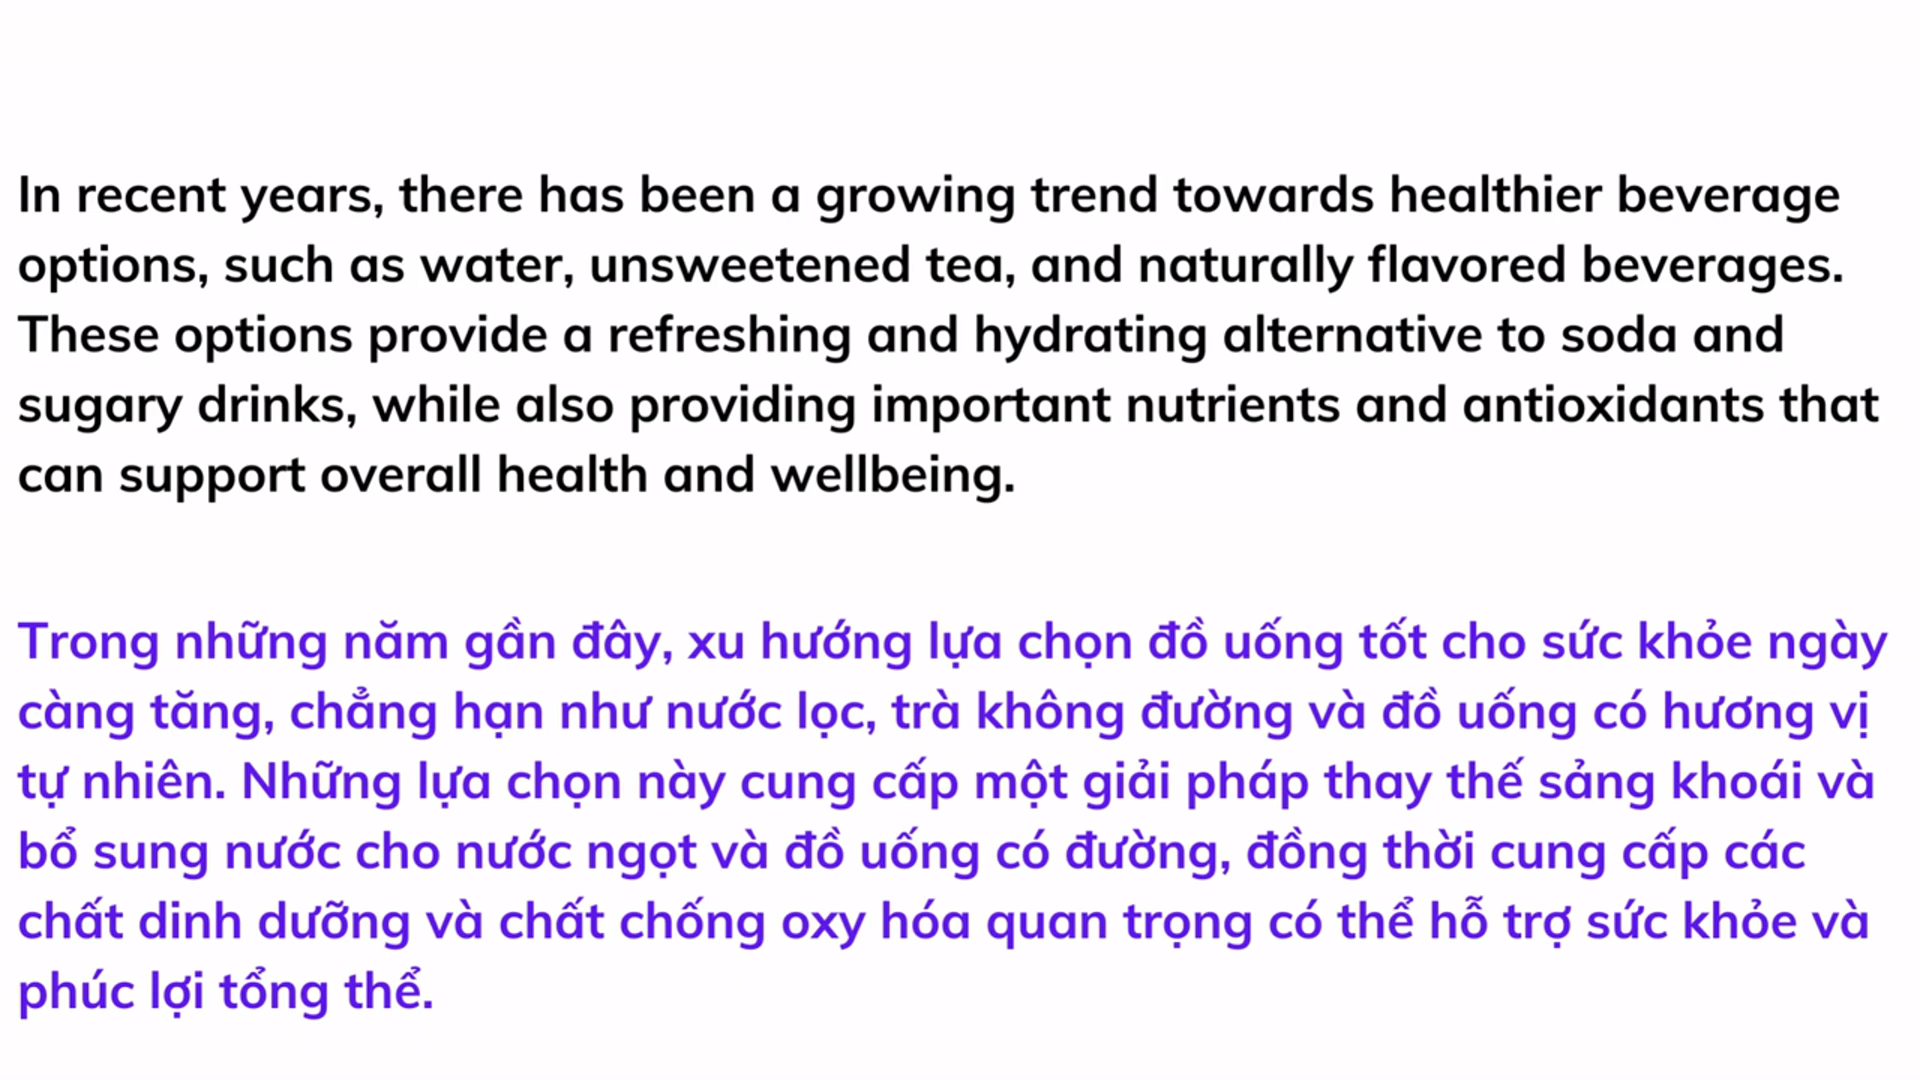 In recent years, there has been a growing trend towards healthier beverage
options, such as water, unsweetened tea, and naturally flavored beverages.
These options provide a refreshing and hydrating alternative to soda and
sugary drinks, while also providing important nutrients and antioxidants that
can support overall health and wellbeing.
Trong những năm gần đây, xu hướng lựa chọn đồ uống tốt cho sức khỏe ngày
càng tăng, chẳng hạn như nước lọc, trà không đường và đồ uống có hương vị
tự nhiên. Những lựa chọn này cung cấp một giải pháp thay thế sảng khoái và
bổ sung nước cho nước ngọt và đồ uống có đường, đồng thời cung cấp các
chất dinh dưỡng và chất chống oxy hóa quan trọng có thể hỗ trợ sức khỏe và
phúc lợi tổng thể.